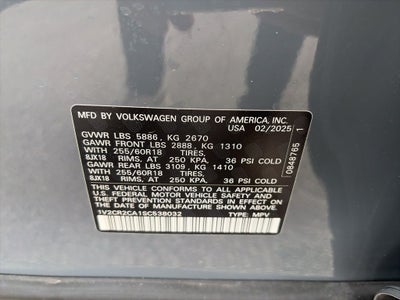 MFD. BY VOLKSWAGEN GROUP OF AMERICA, INC.
USA 02/2025
GVWR LBS 5886, KG 2670
GAWR FRONT LBS 2888, KG 1310
WITH 255/60R18 TIRES,
8JX18 RIMS, AT 250 KPA, 36 PSI COLD
GAWR REAR LBS 3109, KG 1410
WITH 255/60R18 TIRES,
8JX18 RIMS, AT 250 KPA, 36 PSI COLD
THIS VEHICLE CONFORMS TO ALL APPLICABLE
U.S. FEDERAL MOTOR VEHICLE SAFETY, BUMPER,
AND THEFT PREVENTION STANDARDS IN EFFECT
ON THE DATE OF MANUFACTURE SHOWN ABOVE.
1V2CR2CA1SC538032 TYPE: MPV
0848765 1